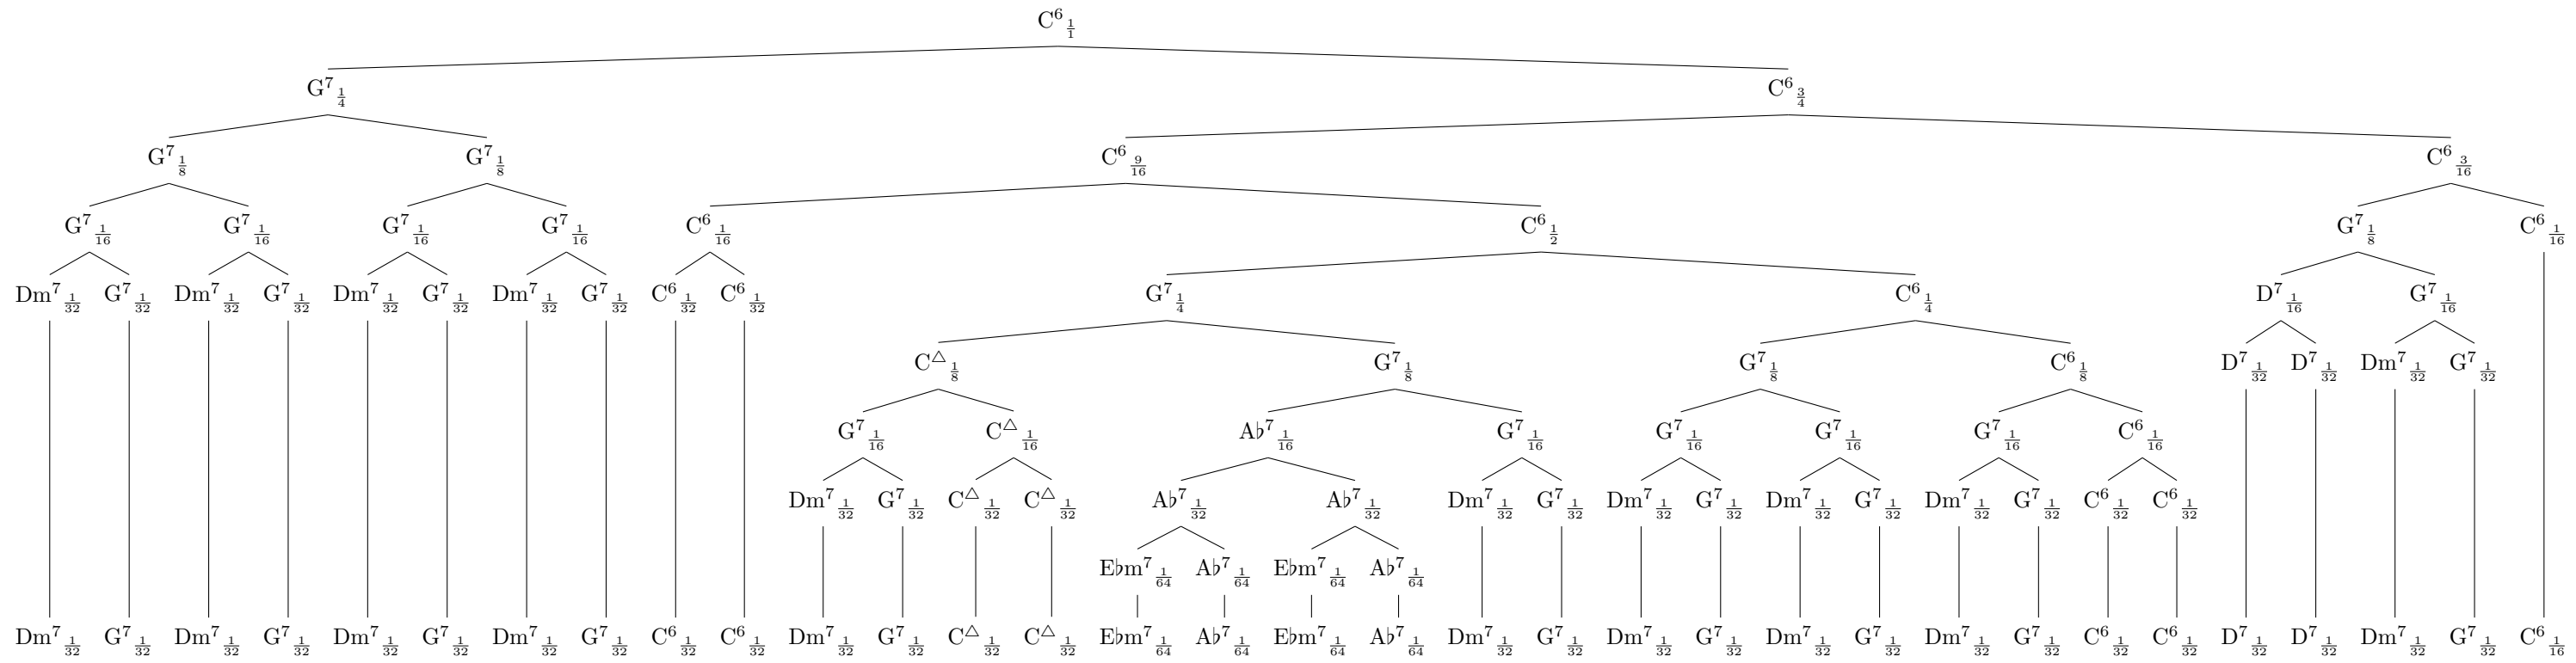 C⁶ 1/1
G⁷ 1/4 C⁶ 3/4
G⁷ 1/8 G⁷ 1/8 C⁶ 9/16 C⁶ 3/16
G⁷ 1/16 G⁷ 1/16 G⁷ 1/16 G⁷ 1/16 C⁶ 1/16 C⁶ 1/2 G⁷ 1/8 C⁶ 1/16
Dm⁷ 1/32 G⁷ 1/32 Dm⁷ 1/32 G⁷ 1/32 Dm⁷ 1/32 G⁷ 1/32 Dm⁷ 1/32 G⁷ 1/32 C⁶ 1/32 C⁶ 1/32 G⁷ 1/4 C⁶ 1/4 D⁷ 1/16 G⁷ 1/16
C△ 1/8 G⁷ 1/8 G⁷ 1/8 C⁶ 1/8 D⁷ 1/32 D⁷ 1/32 Dm⁷ 1/32 G⁷ 1/32
G⁷ 1/16 C△ 1/16 A♭⁷ 1/16 G⁷ 1/16 G⁷ 1/16 G⁷ 1/16 G⁷ 1/16 C⁶ 1/16
Dm⁷ 1/32 G⁷ 1/32 C△ 1/32 C△ 1/32 A♭⁷ 1/32 A♭⁷ 1/32 Dm⁷ 1/32 G⁷ 1/32 Dm⁷ 1/32 G⁷ 1/32 Dm⁷ 1/32 G⁷ 1/32 Dm⁷ 1/32 G⁷ 1/32 C⁶ 1/32 C⁶ 1/32
E♭m⁷ 1/64 A♭⁷ 1/64 E♭m⁷ 1/64 A♭⁷ 1/64
Dm⁷ 1/32 G⁷ 1/32 Dm⁷ 1/32 G⁷ 1/32 Dm⁷ 1/32 G⁷ 1/32 Dm⁷ 1/32 G⁷ 1/32 C⁶ 1/32 C⁶ 1/32 Dm⁷ 1/32 G⁷ 1/32 C△ 1/32 C△ 1/32 E♭m⁷ 1/64 A♭⁷ 1/64 E♭m⁷ 1/64 A♭⁷ 1/64 Dm⁷ 1/32 G⁷ 1/32 Dm⁷ 1/32 G⁷ 1/32 Dm⁷ 1/32 G⁷ 1/32 Dm⁷ 1/32 G⁷ 1/32 C⁶ 1/32 C⁶ 1/32 D⁷ 1/32 D⁷ 1/32 Dm⁷ 1/32 G⁷ 1/32 C⁶ 1/16